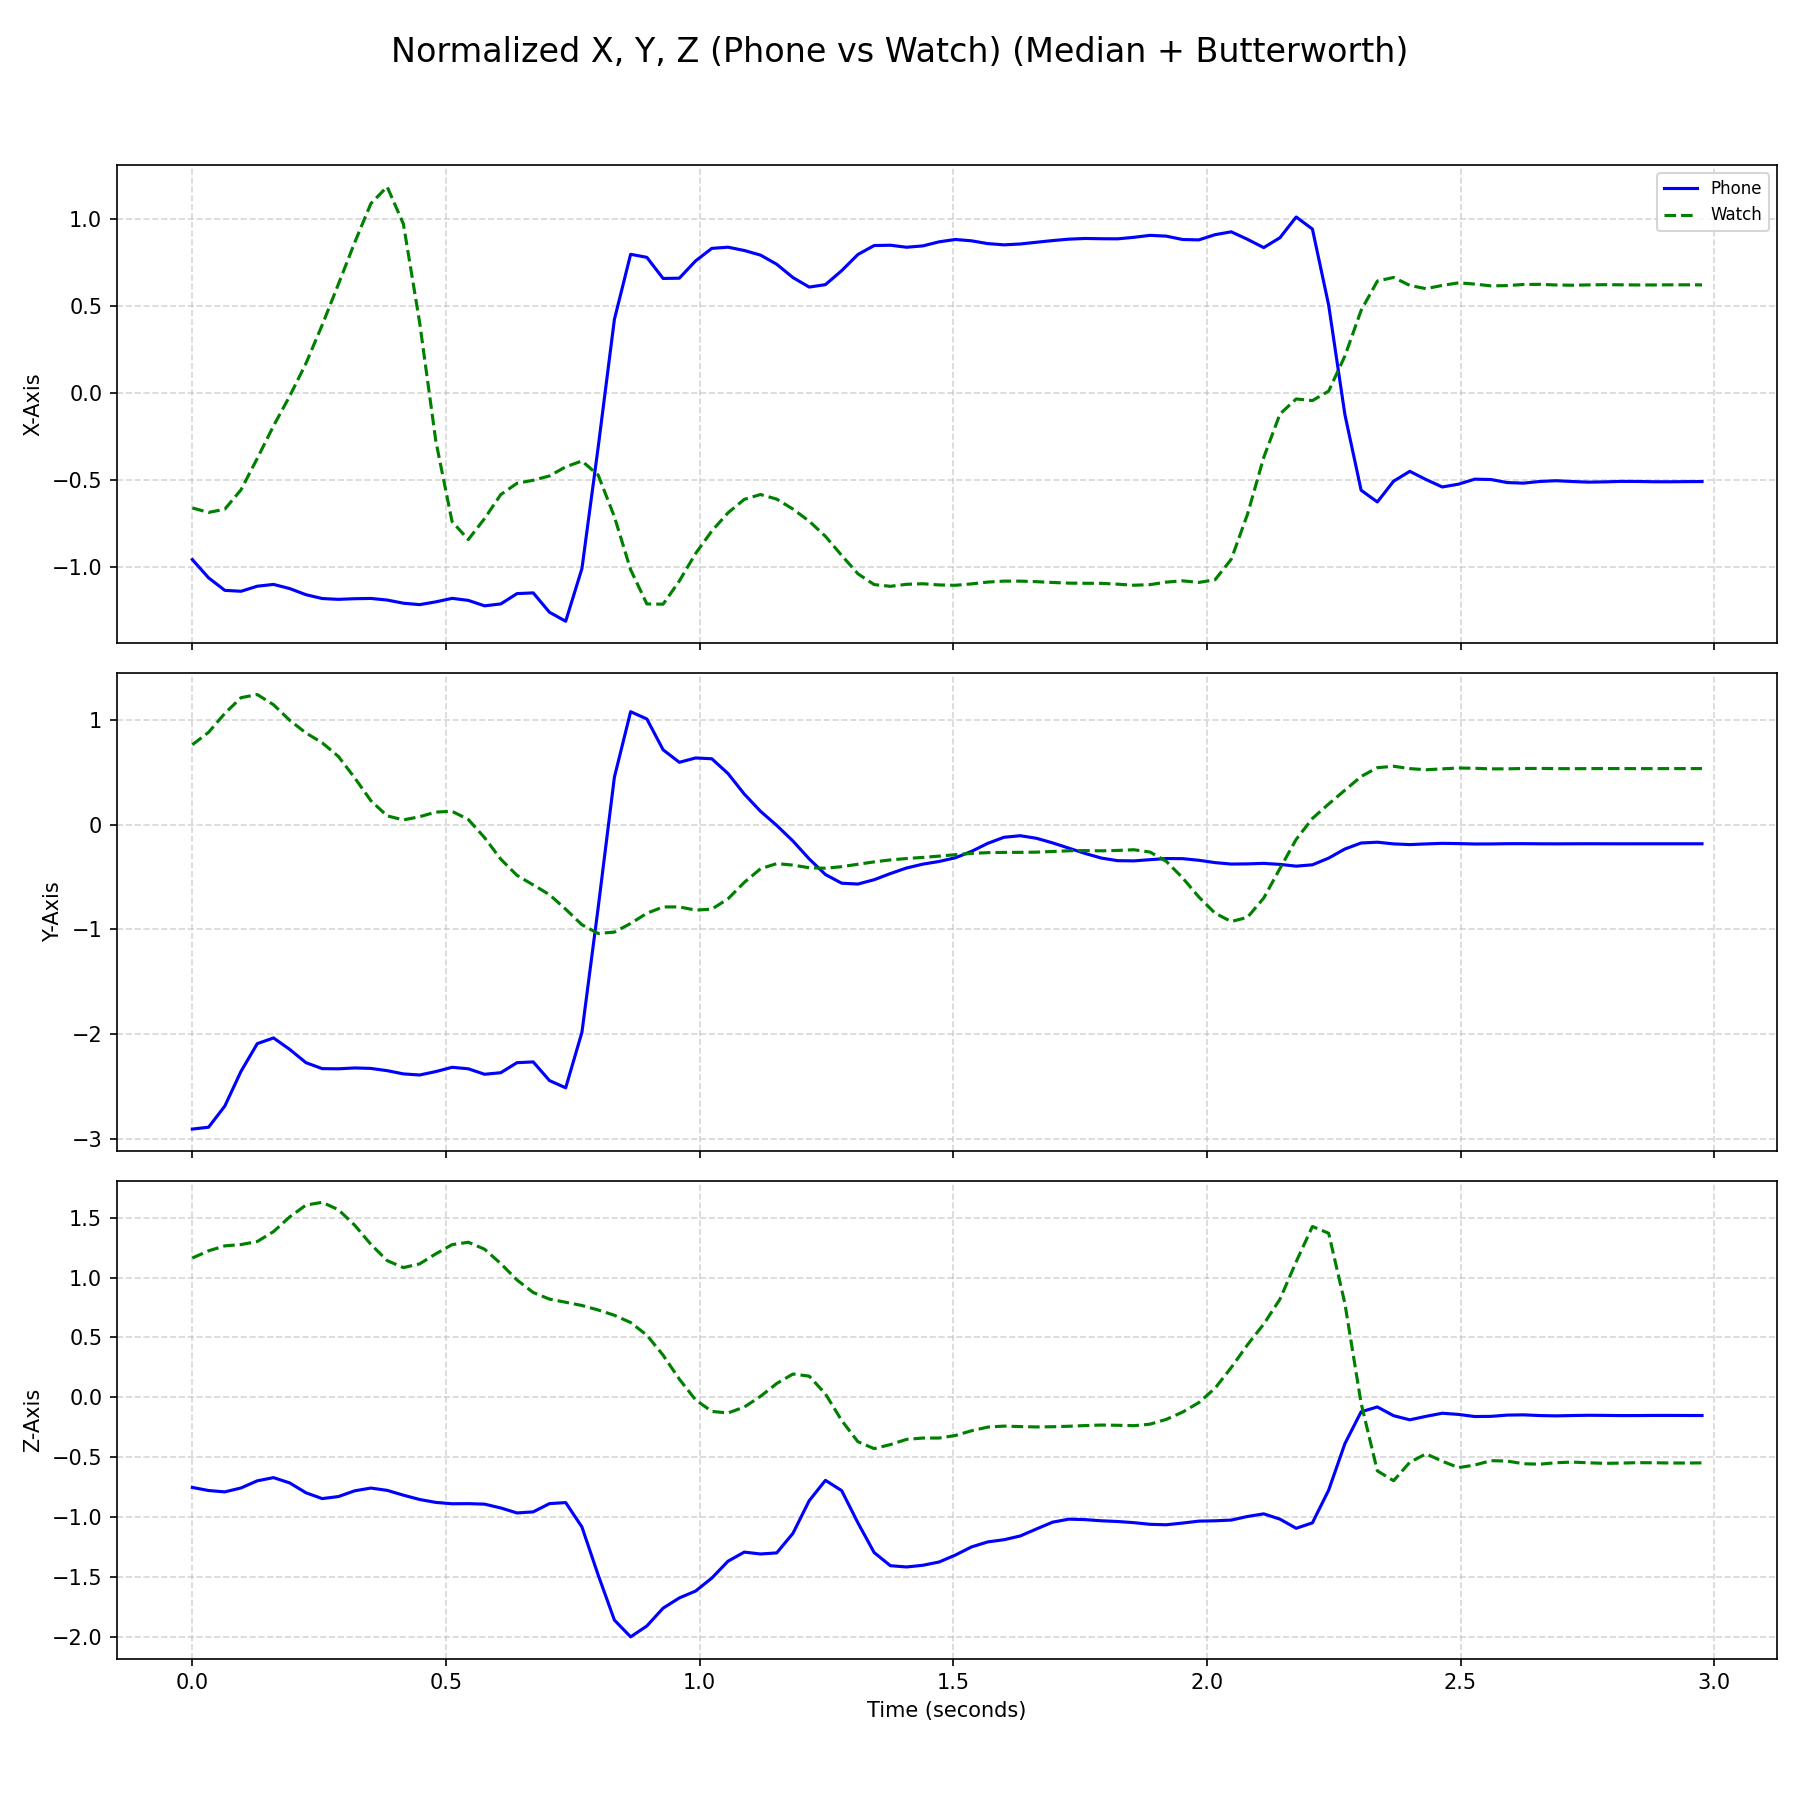 Normalized X, Y, Z (Phone vs Watch) (Median + Butterworth)
Phone
Watch
X-Axis
1.0
0.5
0.0
−0.5
−1.0
Y-Axis
1
0
−1
−2
−3
Z-Axis
1.5
1.0
0.5
0.0
−0.5
−1.0
−1.5
−2.0
0.0 0.5 1.0 1.5 2.0 2.5 3.0
Time (seconds)